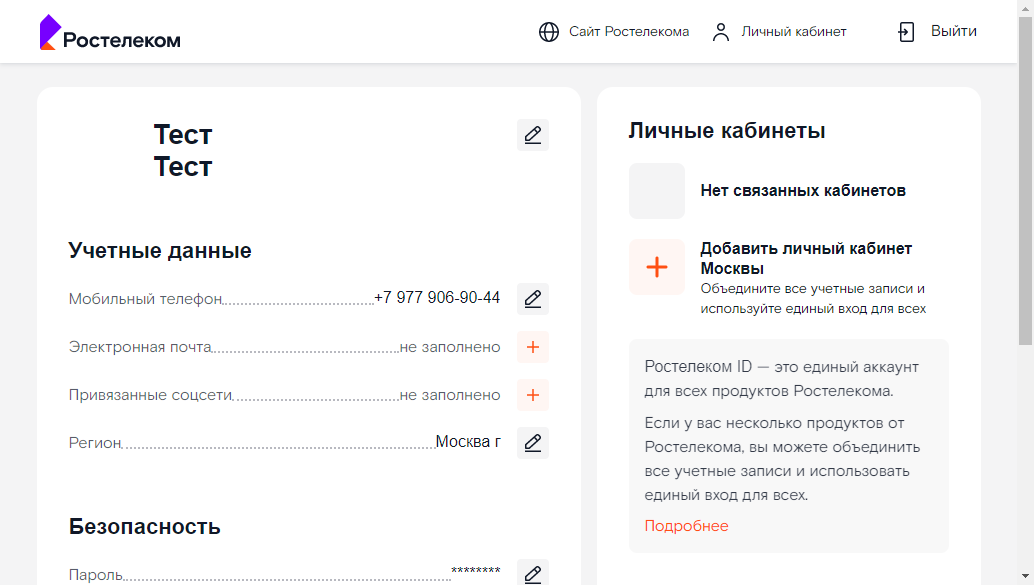 Ростелеком
Сайт Ростелекома
Личный кабинет
Выйти
Тест
Тест
Учетные данные
Мобильный телефон +7 977 906-90-44
Электронная почта не заполнено
Привязанные соцсети не заполнено
Регион Москва г
Безопасность
Пароль ********
Личные кабинеты
Нет связанных кабинетов
Добавить личный кабинет
Москвы
Объедините все учетные записи и
используйте единый вход для всех
Ростелеком ID — это единый аккаунт
для всех продуктов Ростелекома.
Если у вас несколько продуктов от
Ростелекома, вы можете объединить
все учетные записи и использовать
единый вход для всех.
Подробнее